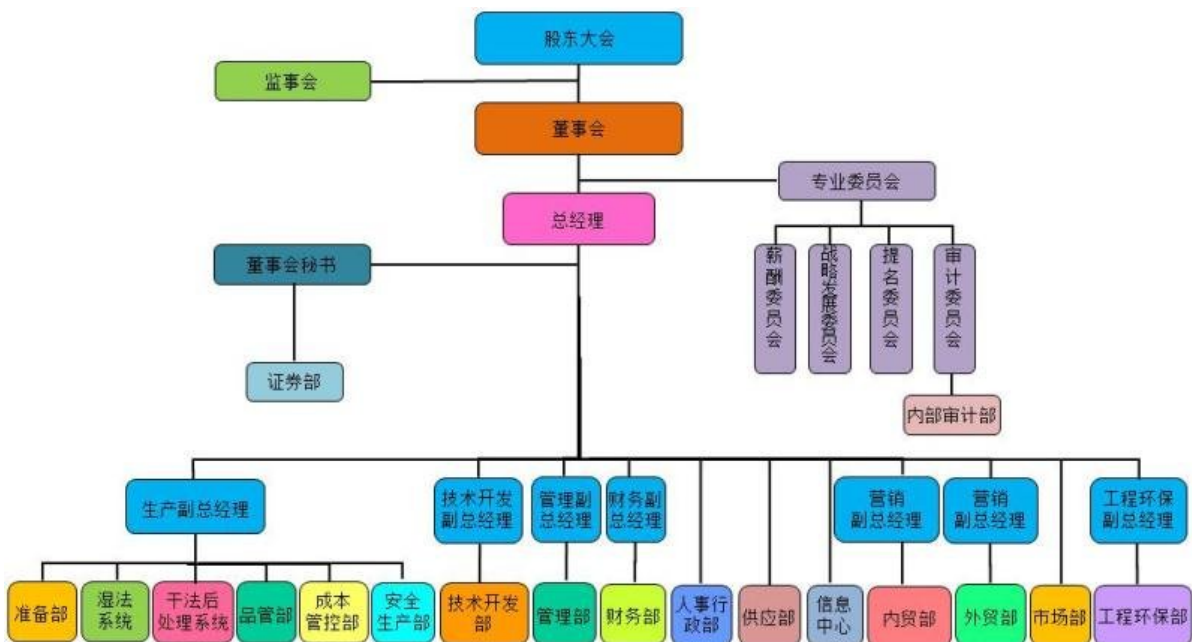 股东大会
监事会
董事会
专业委员会
总经理
董事会秘书
薪酬委员会
战略发展委员会
提名委员会
审计委员会
证券部
内部审计部
生产副总经理
技术开发
副总经理
管理副
总经理
财务副
总经理
营销
副总经理
营销
副总经理
工程环保
副总经理
准备部
湿法
系统
干法后
处理系统
品管部
成本
管控部
安全
生产部
技术开发
部
管理部
财务部
人事行
政部
供应部
信息
中心
内贸部
外贸部
市场部
工程环保部